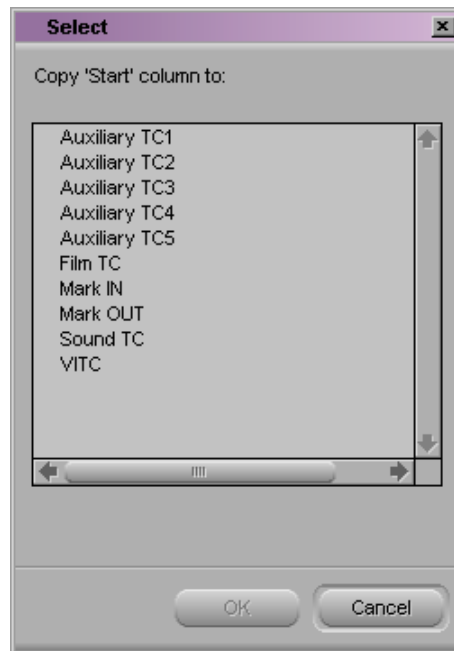 Select
Copy 'Start' column to:
Auxiliary TC1
Auxiliary TC2
Auxiliary TC3
Auxiliary TC4
Auxiliary TC5
Film TC
Mark IN
Mark OUT
Sound TC
VITC
OK Cancel